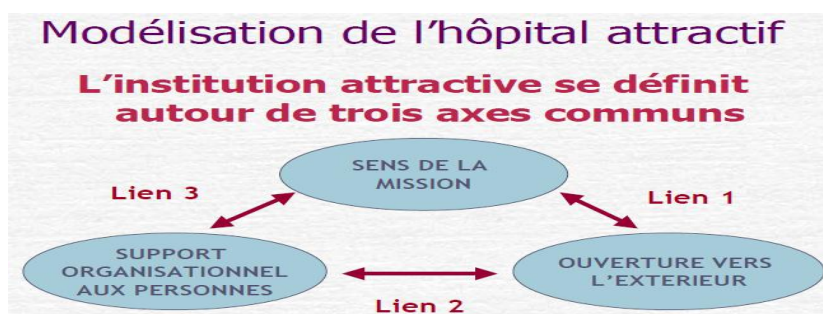 Modélisation de l'hôpital attractif
L'institution attractive se définit
autour de trois axes communs
SENS DE LA
MISSION
Lien 3
Lien 1
SUPPORT
ORGANISATIONNEL
AUX PERSONNES
OUVERTURE VERS
L'EXTERIEUR
Lien 2